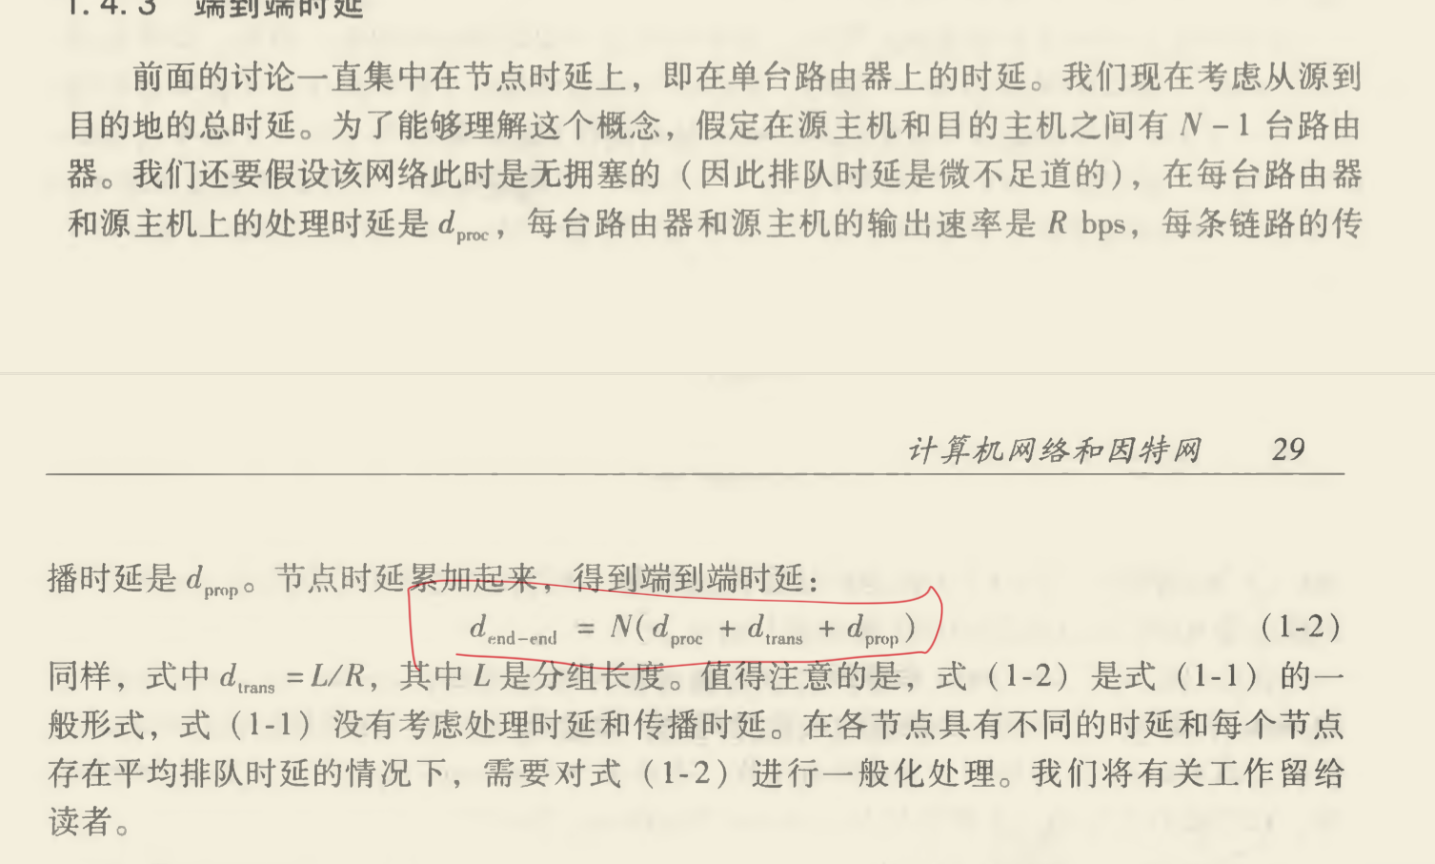 1.4.3 端到端时延
前面的讨论一直集中在节点时延上，即在单台路由器上的时延。我们现在考虑从源到
目的地的总时延。为了能够理解这个概念，假定在源主机和目的主机之间有 N－1 台路由
器。我们还要假设该网络此时是无拥塞的（因此排队时延是微不足道的），在每台路由器
和源主机上的处理时延是 d_proc，每台路由器和源主机的输出速率是 R bps，每条链路的传
计算机网络和因特网 29
播时延是 d_prop。节点时延累加起来，得到端到端时延：
d_end-end = N(d_proc + d_trans + d_prop) (1-2)
同样，式中 d_trans = L/R，其中 L 是分组长度。值得注意的是，式（1-2）是式（1-1）的一
般形式，式（1-1）没有考虑处理时延和传播时延。在各节点具有不同的时延和每个节点
存在平均排队时延的情况下，需要对式（1-2）进行一般化处理。我们将有关工作留给
读者。